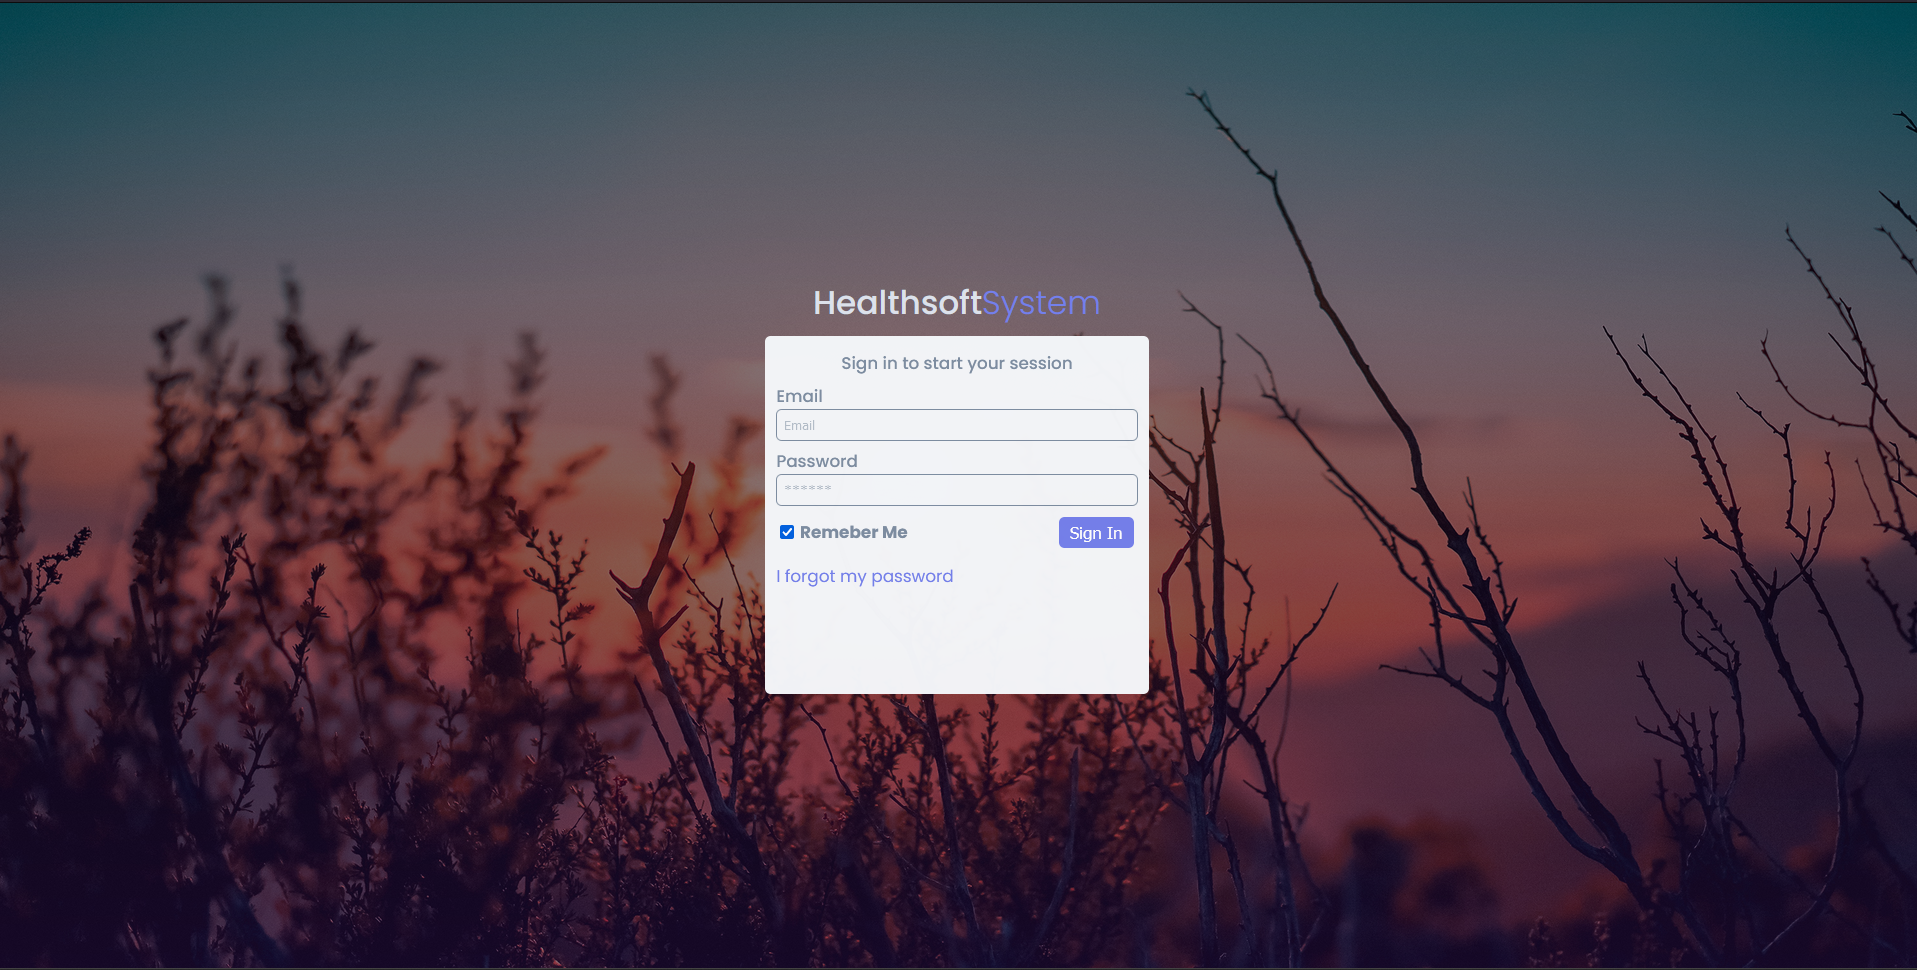 HealthsoftSystem
Sign in to start your session
Email
Email
Password
******
Remeber Me
Sign In
I forgot my password